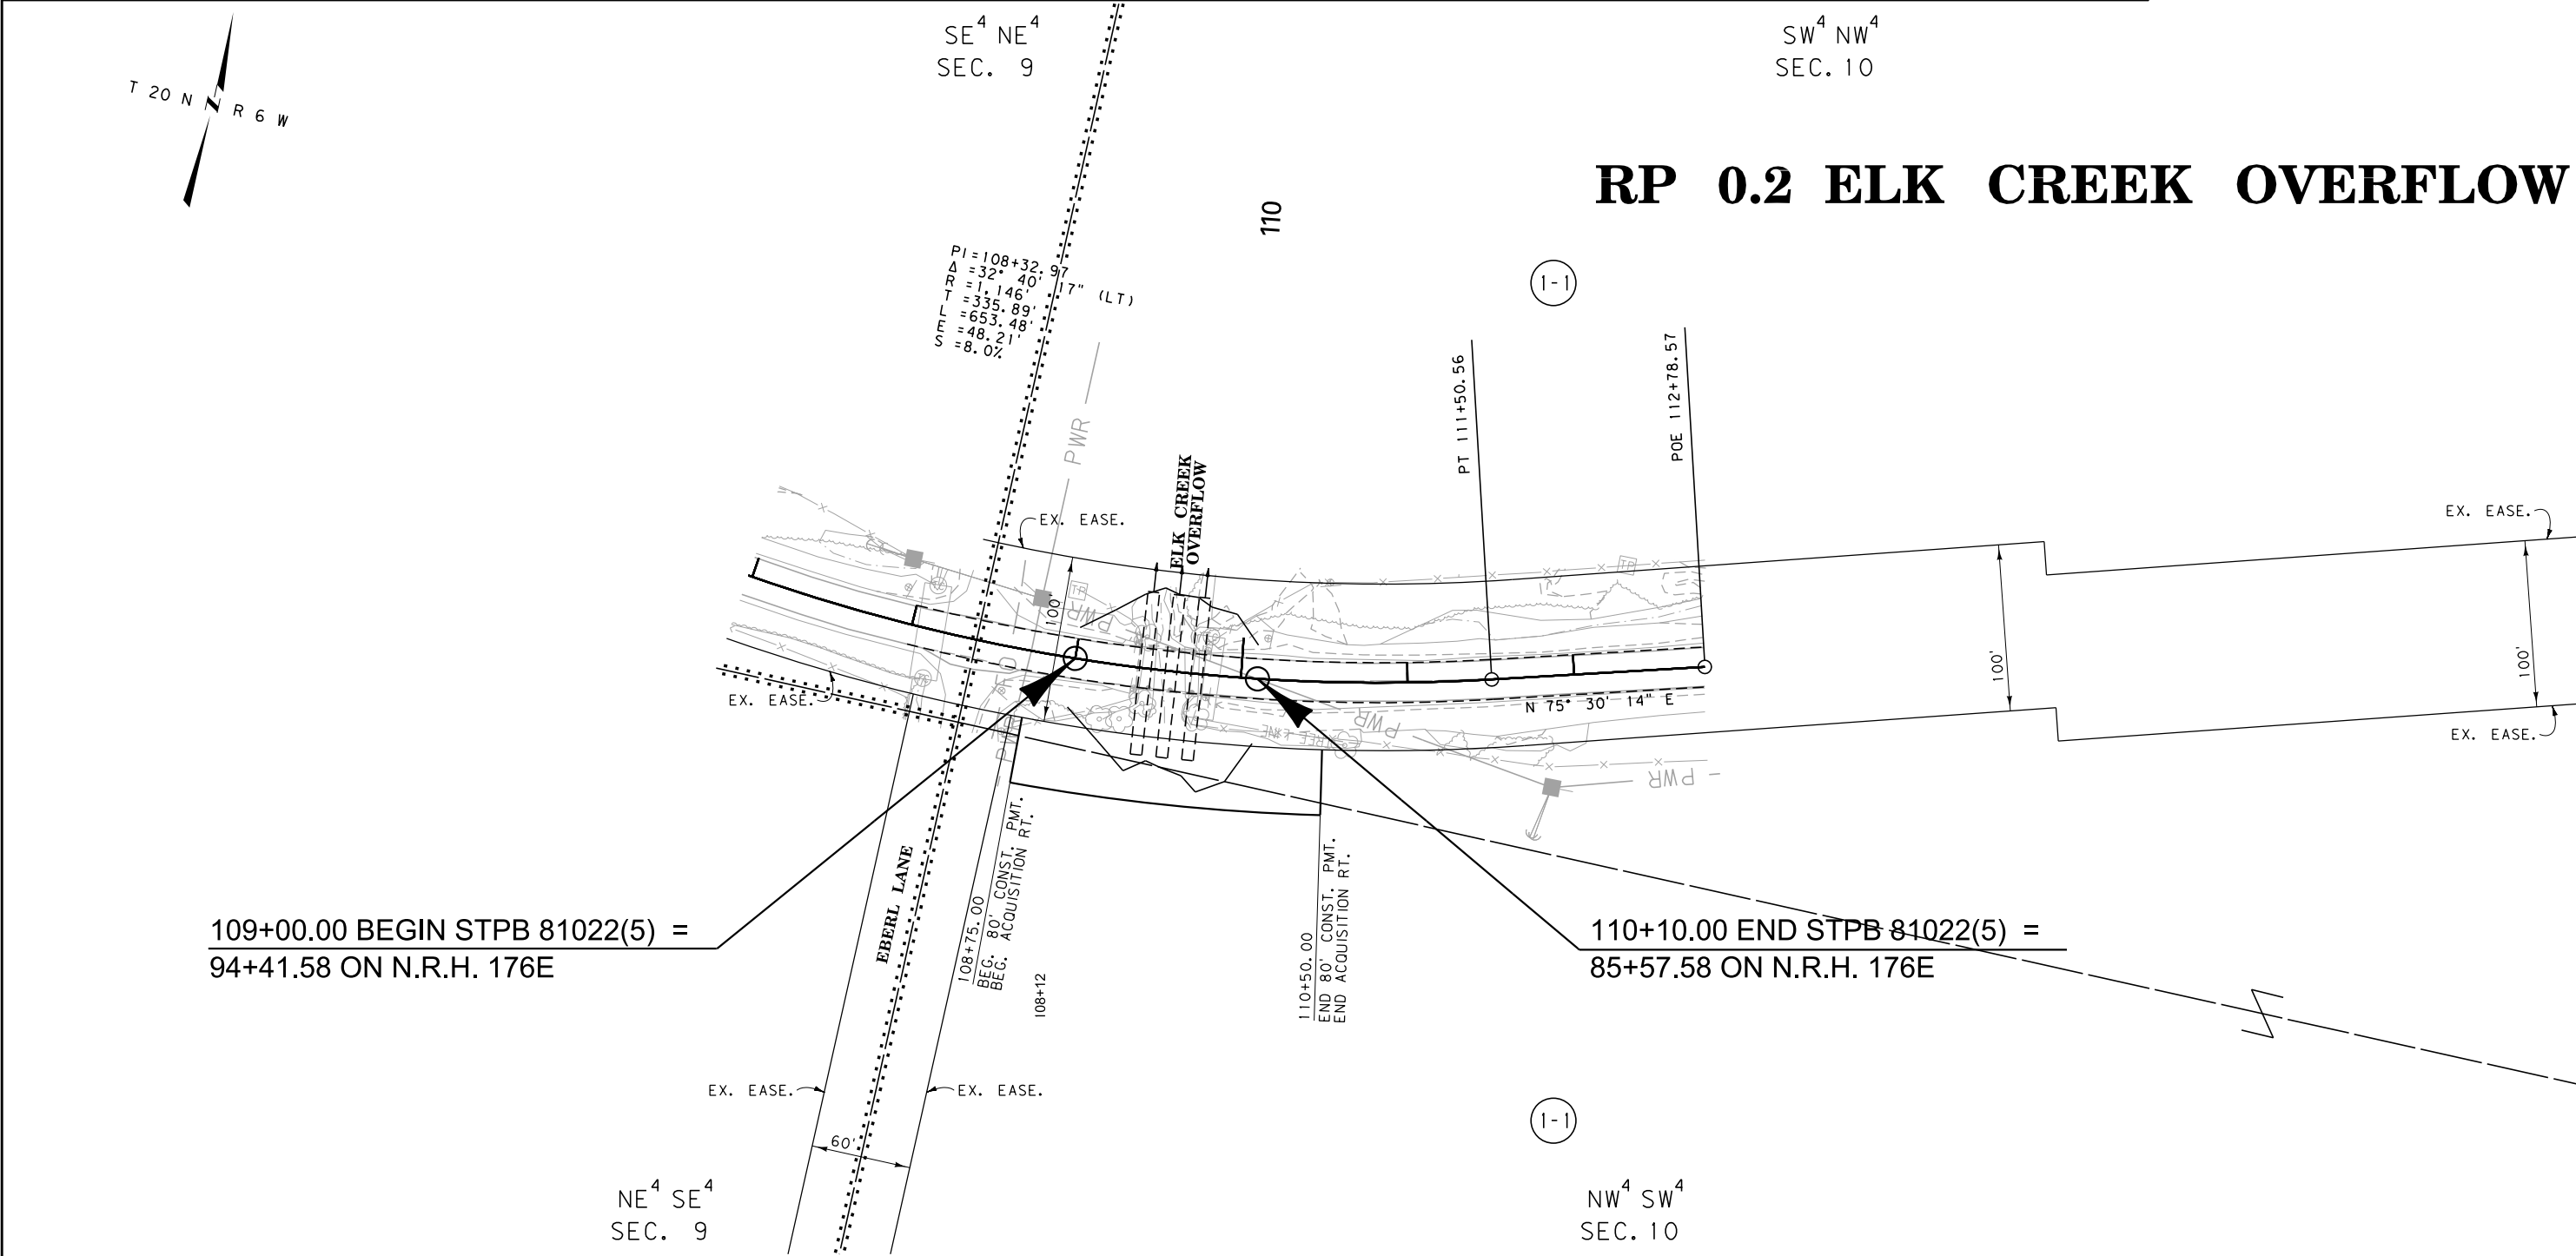 SE⁴ NE⁴
SEC. 9
SW⁴ NW⁴
SEC. 10
T 20 N N R 6 W
RP 0.2 ELK CREEK OVERFLOW
110
PI=108+32.97
Δ =32° 40' 17" (LT)
R =1,146'
T =335.89'
L =653.48'
E =48.21'
S =8.0%
1-1
PWR
PT 111+50.56
POE 112+78.57
ELK CREEK
OVERFLOW
EX. EASE.
EX. EASE.
TP
TP
100'
PWR
100'
100'
EX. EASE.
N 75° 30' 14" E
PWR
TREE LINE
EX. EASE.
PWR
PWR
EBERL LANE
108+75.00
BEG. 80' CONST. PMT.
BEG. ACQUISITION RT.
108+12
110+50.00
END 80' CONST. PMT.
END ACQUISITION RT.
109+00.00 BEGIN STPB 81022(5) =
94+41.58 ON N.R.H. 176E
110+10.00 END STPB 81022(5) =
85+57.58 ON N.R.H. 176E
EX. EASE.
EX. EASE.
60'
1-1
NE⁴ SE⁴
SEC. 9
NW⁴ SW⁴
SEC. 10